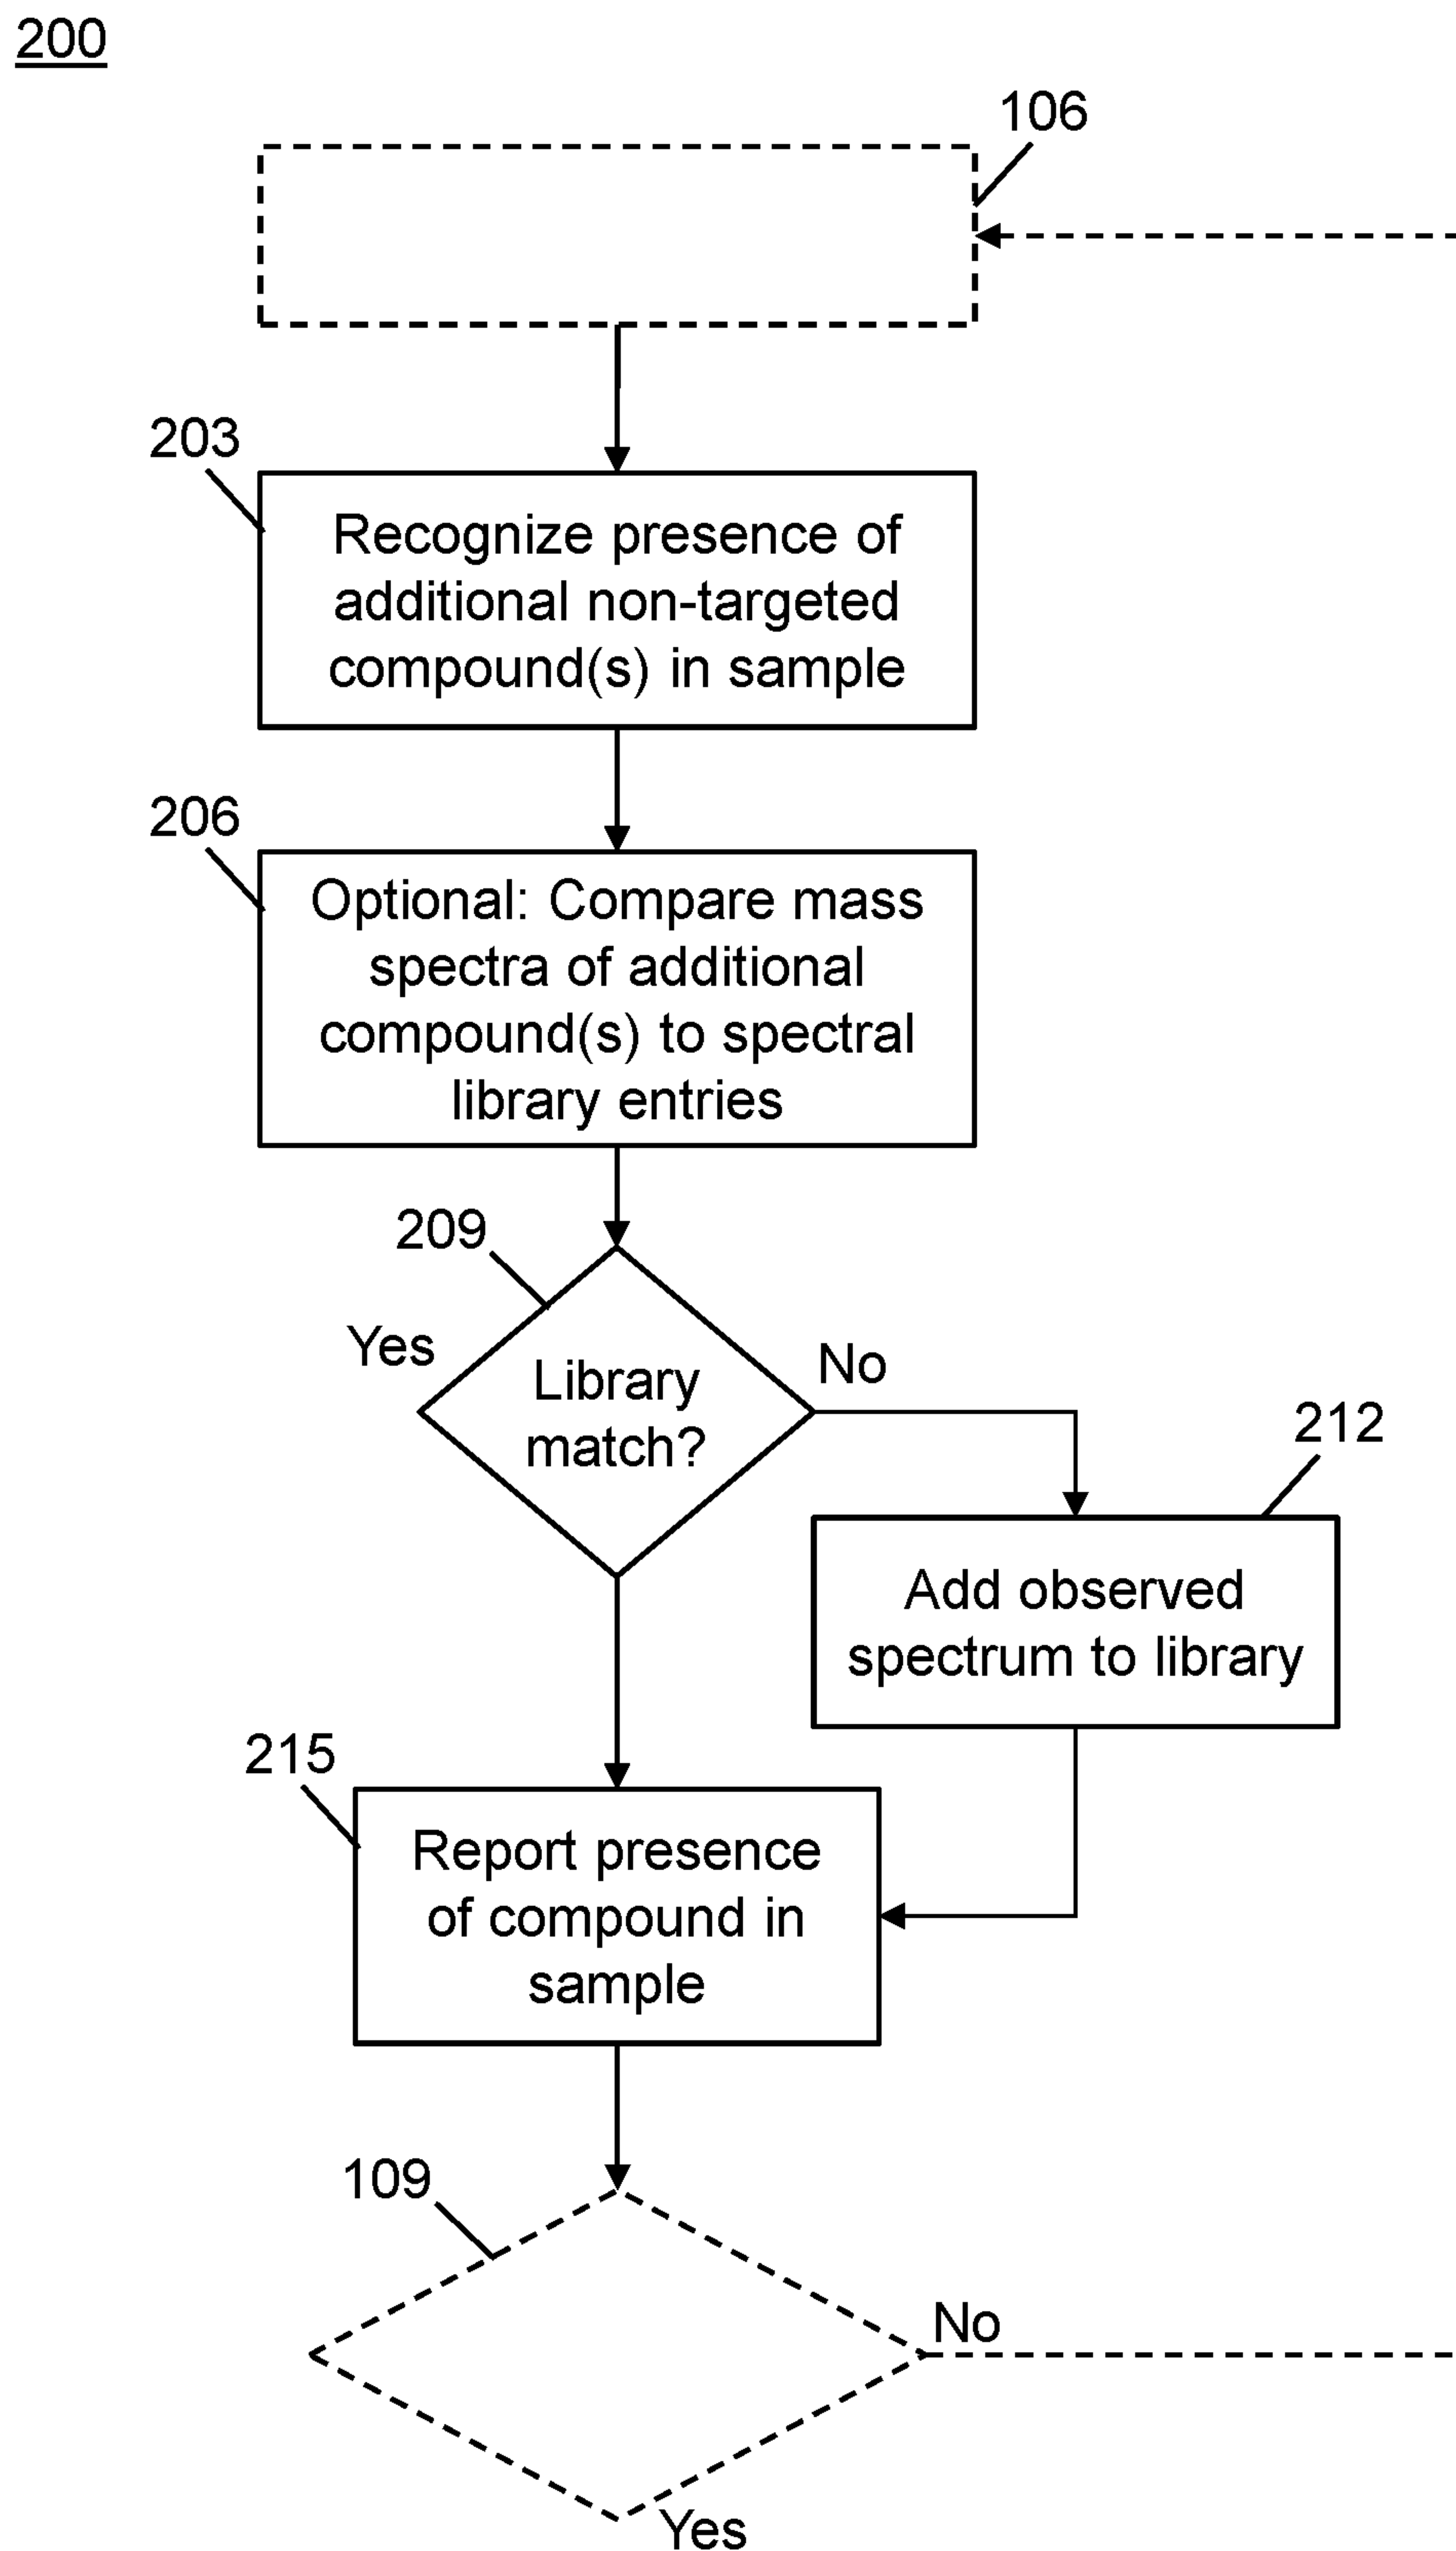 200
106
203
Recognize presence of
additional non-targeted
compound(s) in sample
206
Optional: Compare mass
spectra of additional
compound(s) to spectral
library entries
209
Yes
No
Library
match?
212
Add observed
spectrum to library
215
Report presence
of compound in
sample
109
No
Yes